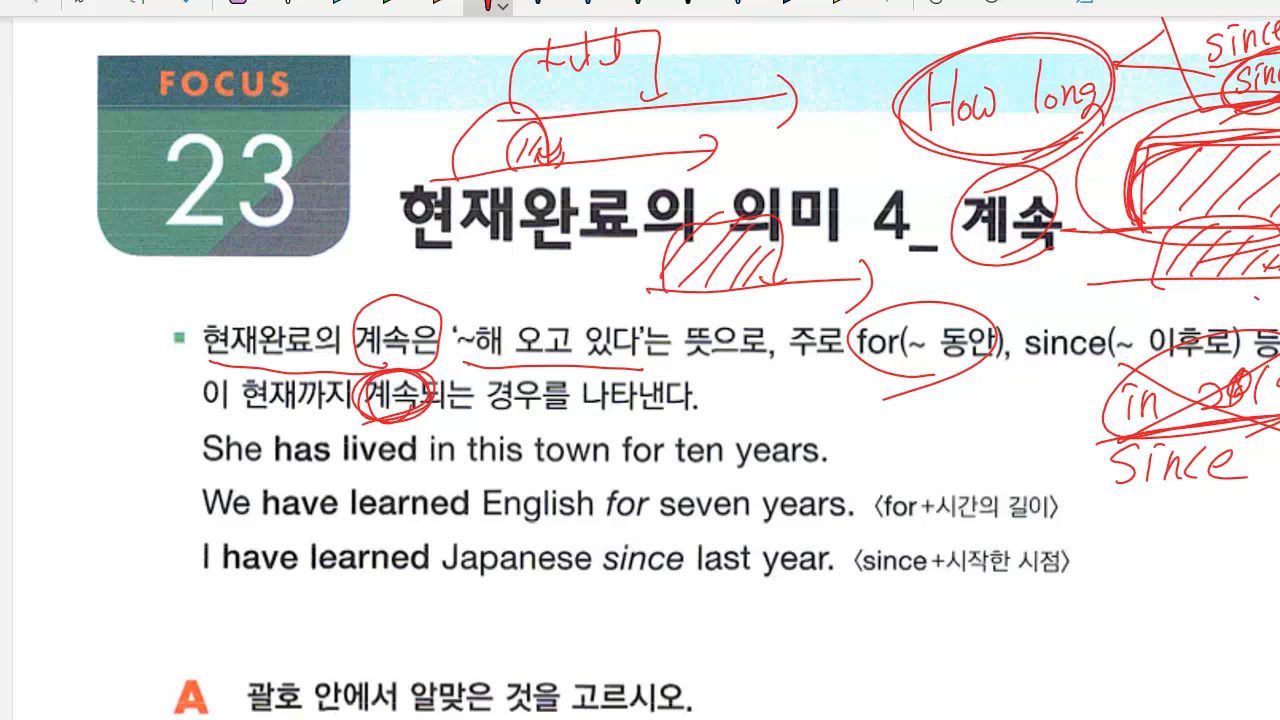 since
How long
since
FOCUS
23
현재완료의 의미 4_ 계속
현재완료의 계속은 ‘~해 오고 있다’는 뜻으로, 주로 for(~ 동안), since(~ 이후로) 등
이 현재까지 계속되는 경우를 나타낸다.
in
since
She has lived in this town for ten years.
We have learned English for seven years. 〈for+시간의 길이〉
I have learned Japanese since last year. 〈since+시작한 시점〉
A 괄호 안에서 알맞은 것을 고르시오.